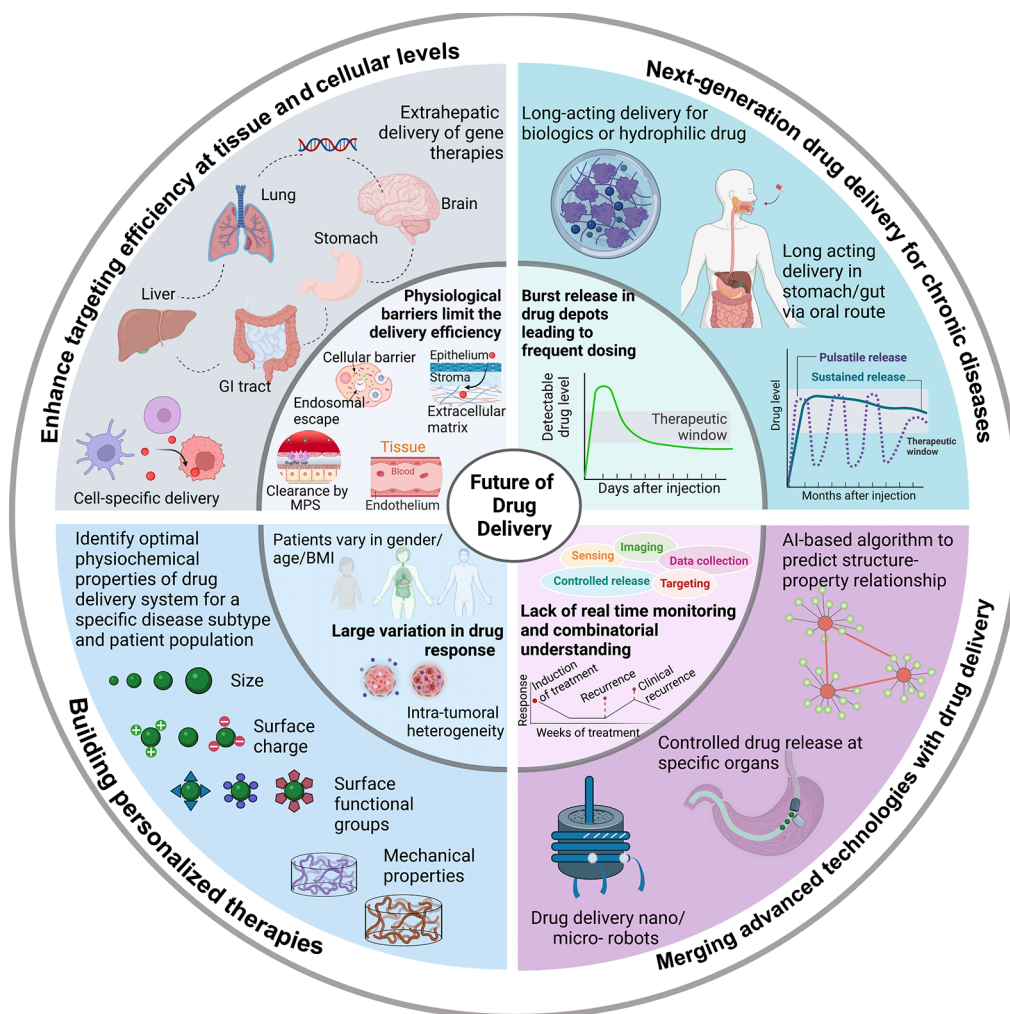 Enhance targeting efficiency at tissue and cellular levels
Extrahepatic
delivery of gene
therapies
Lung
Brain
Stomach
Liver
GI tract
Cell-specific delivery
Physiological
barriers limit the
delivery efficiency
Cellular barrier
Endosomal
escape
Epithelium
Stroma
Extracellular
matrix
Kupffer cell
Clearance by
MPS
Tissue
Blood
Endothelium
Next-generation drug delivery for chronic diseases
Long-acting delivery for
biologics or hydrophilic drug
Long acting
delivery in
stomach/gut
via oral route
Burst release in
drug depots
leading to
frequent dosing
Detectable
drug level
Therapeutic
window
Days after injection
Pulsatile release
Sustained release
Drug level
Therapeutic
window
Months after injection
Future of
Drug
Delivery
Building personalized therapies
Identify optimal
physiochemical
properties of drug
delivery system for a
specific disease subtype
and patient population
Size
+
+
−
−
Surface
charge
Surface
functional
groups
Mechanical
properties
Patients vary in gender/
age/BMI
Large variation in drug
response
Intra-tumoral
heterogeneity
Merging advanced technologies with drug delivery
Sensing
Imaging
Data collection
Controlled release
Targeting
Lack of real time monitoring
and combinatorial
understanding
Response
Induction
of treatment
Recurrence
Clinical
recurrence
Weeks of treatment
AI-based algorithm to
predict structure-
property relationship
Controlled drug release at
specific organs
Drug delivery nano/
micro- robots